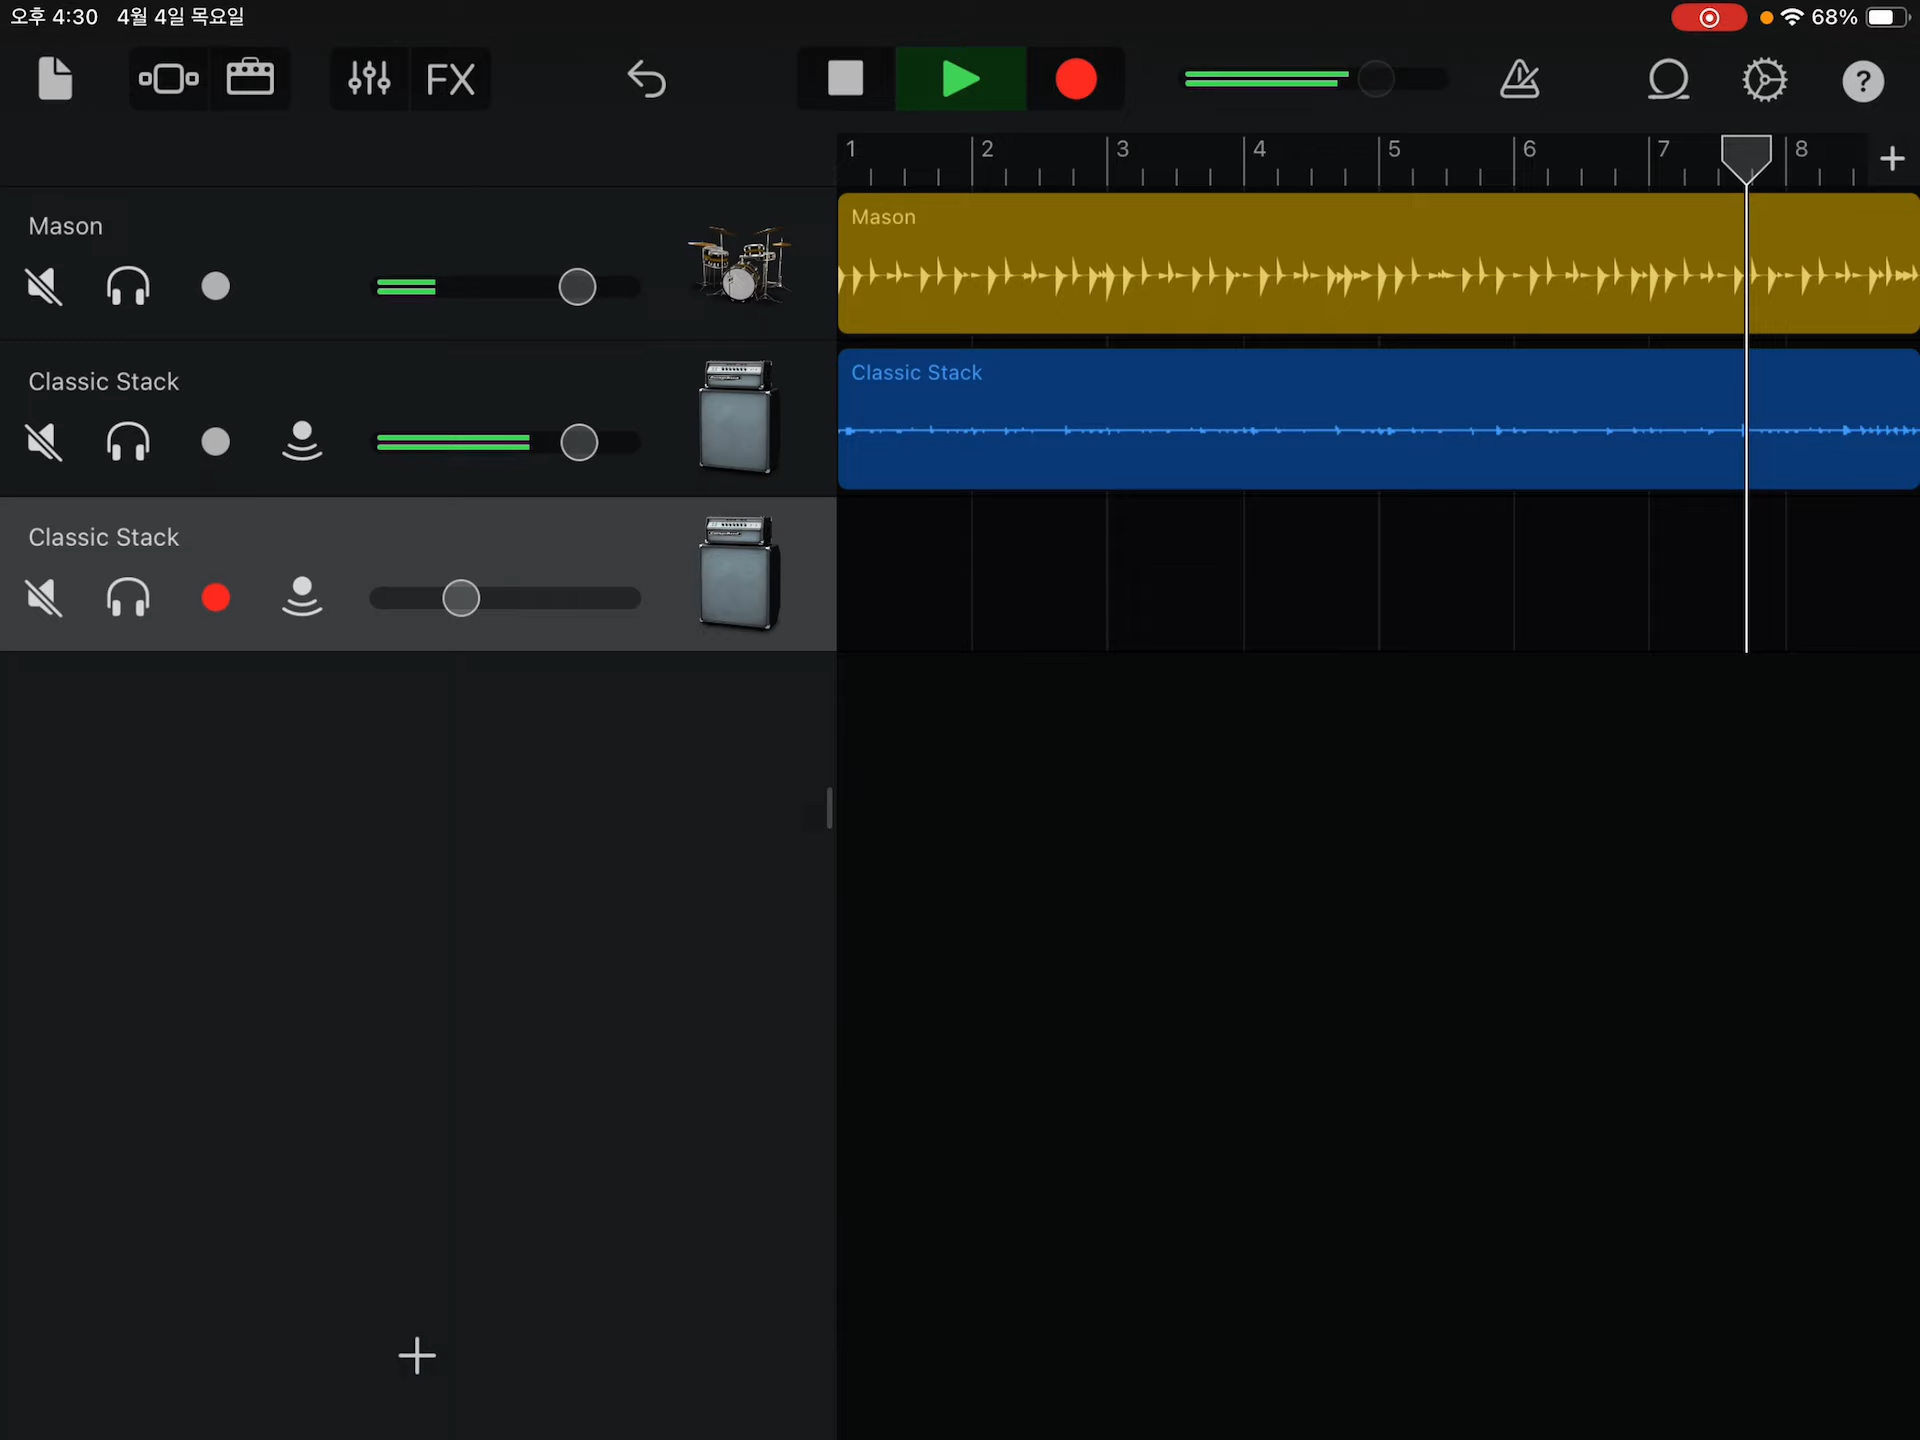 오후 4:30 4월 4일 목요일
68%
FX
?
1 2 3 4 5 6 7 8
Mason
Mason
Classic Stack
Classic Stack
Classic Stack